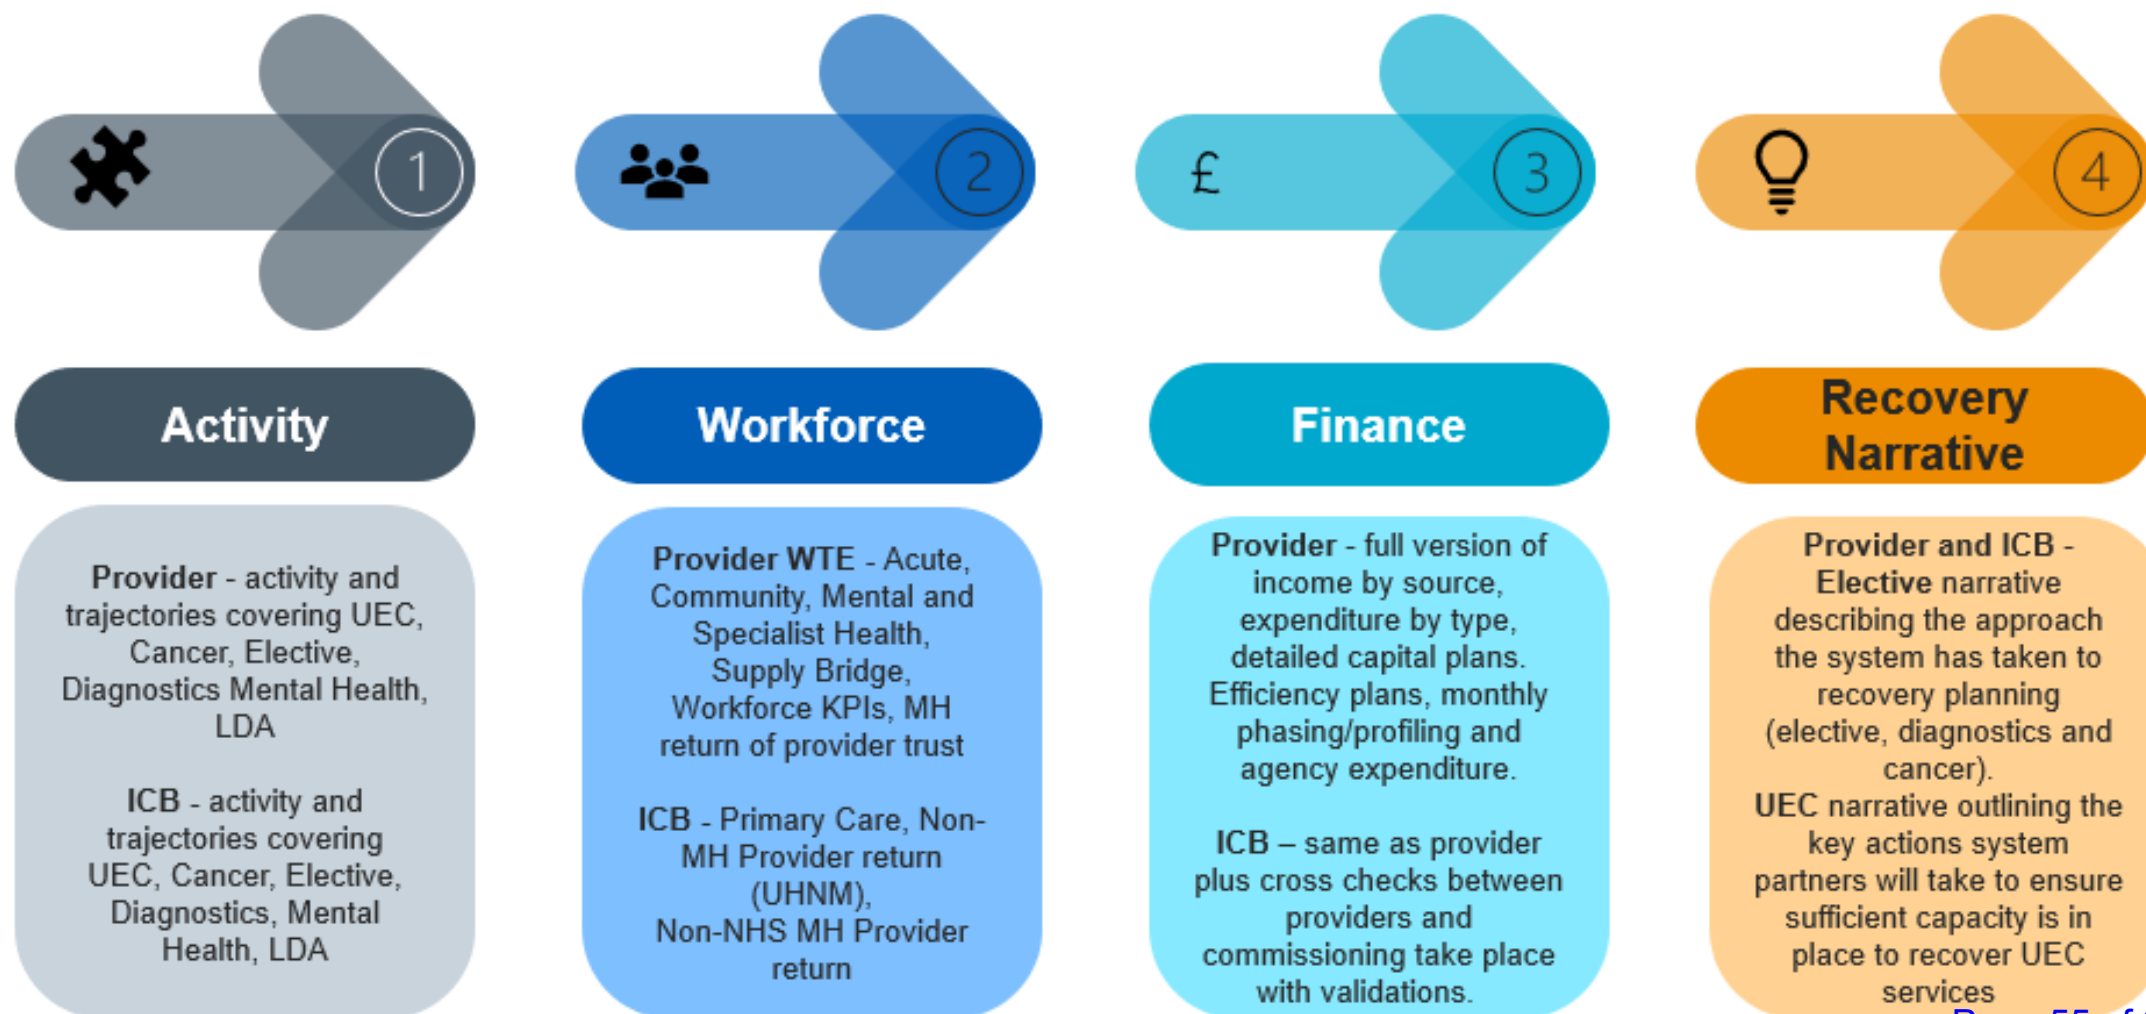 1
2
£
3
4
Activity
Workforce
Finance
Recovery
Narrative
Provider - activity and
trajectories covering UEC,
Cancer, Elective,
Diagnostics Mental Health,
LDA
ICB - activity and
trajectories covering
UEC, Cancer, Elective,
Diagnostics, Mental
Health, LDA
Provider WTE - Acute,
Community, Mental and
Specialist Health,
Supply Bridge,
Workforce KPIs, MH
return of provider trust
ICB - Primary Care, Non-
MH Provider return
(UHNM),
Non-NHS MH Provider
return
Provider - full version of
income by source,
expenditure by type,
detailed capital plans.
Efficiency plans, monthly
phasing/profiling and
agency expenditure.
ICB – same as provider
plus cross checks between
providers and
commissioning take place
with validations.
Provider and ICB -
Elective narrative
describing the approach
the system has taken to
recovery planning
(elective, diagnostics and
cancer).
UEC narrative outlining the
key actions system
partners will take to ensure
sufficient capacity is in
place to recover UEC
services